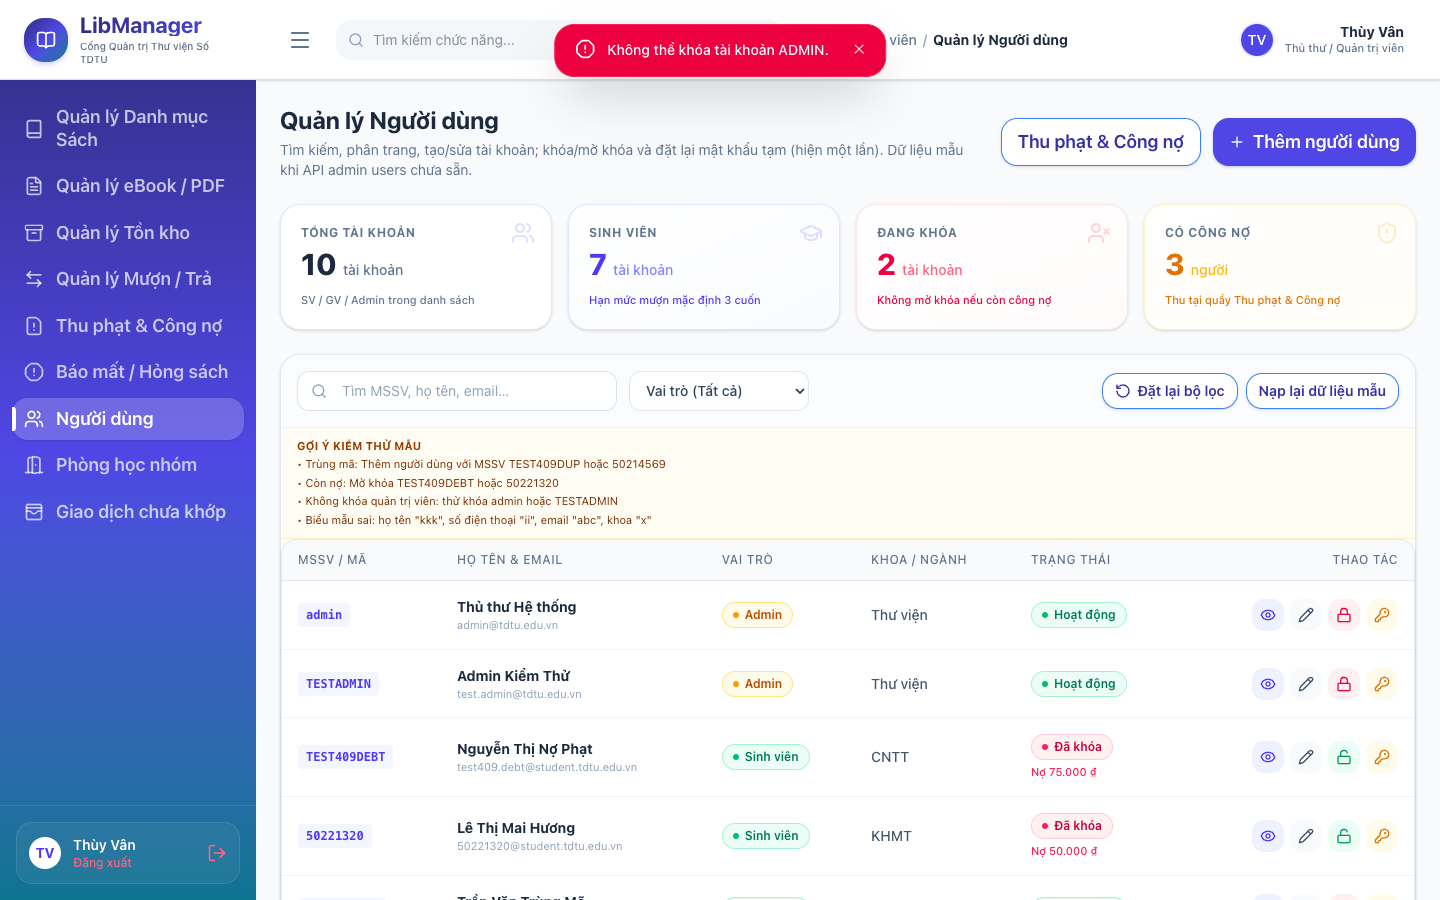 LibManager
Cổng Quản trị Thư viện Số
TDTU
Tìm kiếm chức năng...
Không thể khóa tài khoản ADMIN.
viên / Quản lý Người dùng
TV
Thùy Vân
Thủ thư / Quản trị viên
Quản lý Danh mục
Sách
Quản lý eBook / PDF
Quản lý Tồn kho
Quản lý Mượn / Trả
Thu phạt & Công nợ
Báo mất / Hỏng sách
Người dùng
Phòng học nhóm
Giao dịch chưa khớp
TV
Thùy Vân
Đăng xuất
Quản lý Người dùng
Tìm kiếm, phân trang, tạo/sửa tài khoản; khóa/mở khóa và đặt lại mật khẩu tạm (hiện một lần). Dữ liệu mẫu
khi API admin users chưa sẵn.
Thu phạt & Công nợ
Thêm người dùng
TỔNG TÀI KHOẢN
10 tài khoản
SV / GV / Admin trong danh sách
SINH VIÊN
7 tài khoản
Hạn mức mượn mặc định 3 cuốn
ĐANG KHÓA
2 tài khoản
Không mở khóa nếu còn công nợ
CÓ CÔNG NỢ
3 người
Thu tại quầy Thu phạt & Công nợ
Tìm MSSV, họ tên, email...
Vai trò (Tất cả)
Đặt lại bộ lọc
Nạp lại dữ liệu mẫu
GỢI Ý KIỂM THỬ MẪU
• Trùng mã: Thêm người dùng với MSSV TEST409DUP hoặc 50214569
• Còn nợ: Mở khóa TEST409DEBT hoặc 50221320
• Không khóa quản trị viên: thử khóa admin hoặc TESTADMIN
• Biểu mẫu sai: họ tên "kkk", số điện thoại "ii", email "abc", khoa "x"
MSSV / MÃ HỌ TÊN & EMAIL VAI TRÒ KHOA / NGÀNH TRẠNG THÁI THAO TÁC
admin Thủ thư Hệ thống Admin Thư viện Hoạt động
admin@tdtu.edu.vn
TESTADMIN Admin Kiểm Thử Admin Thư viện Hoạt động
test.admin@tdtu.edu.vn
TEST409DEBT Nguyễn Thị Nợ Phạt Sinh viên CNTT Đã khóa
test409.debt@student.tdtu.edu.vn Nợ 75.000 ₫
50221320 Lê Thị Mai Hương Sinh viên KHMT Đã khóa
50221320@student.tdtu.edu.vn Nợ 50.000 ₫